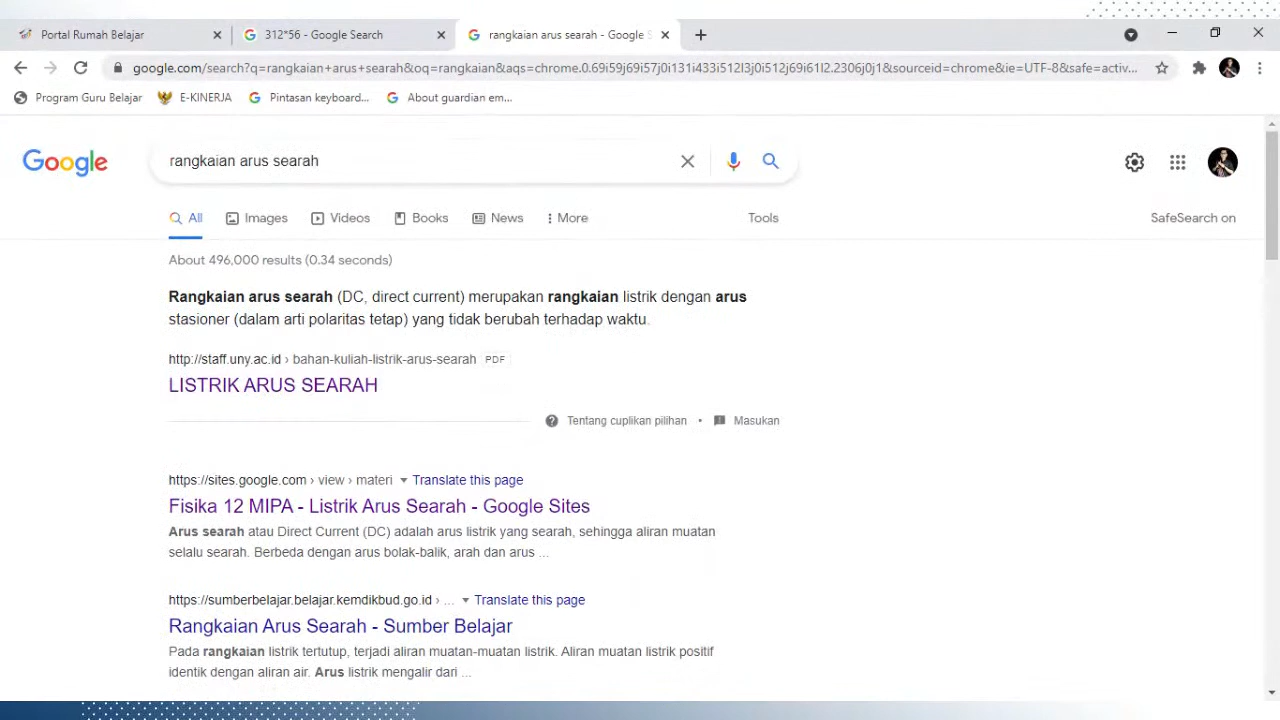 Portal Rumah Belajar
312*56 - Google Search
rangkaian arus searah - Google S
google.com/search?q=rangkaian+arus+searah&oq=rangkaian&aqs=chrome.0.69i59j69i57j0i131i433i512l3j0i512j69i61l2.2306j0j1&sourceid=chrome&ie=UTF-8&safe=activ...
Program Guru Belajar
E-KINERJA
Pintasan keyboard...
About guardian em...
Google
rangkaian arus searah
All
Images
Videos
Books
News
More
Tools
SafeSearch on
About 496,000 results (0.34 seconds)
Rangkaian arus searah (DC, direct current) merupakan rangkaian listrik dengan arus
stasioner (dalam arti polaritas tetap) yang tidak berubah terhadap waktu.
http://staff.uny.ac.id › bahan-kuliah-listrik-arus-searah PDF
LISTRIK ARUS SEARAH
Tentang cuplikan pilihan • Masukan
https://sites.google.com › view › materi Translate this page
Fisika 12 MIPA - Listrik Arus Searah - Google Sites
Arus searah atau Direct Current (DC) adalah arus listrik yang searah, sehingga aliran muatan
selalu searah. Berbeda dengan arus bolak-balik, arah dan arus ...
https://sumberbelajar.belajar.kemdikbud.go.id › ... Translate this page
Rangkaian Arus Searah - Sumber Belajar
Pada rangkaian listrik tertutup, terjadi aliran muatan-muatan listrik. Aliran muatan listrik positif
identik dengan aliran air. Arus listrik mengalir dari ...